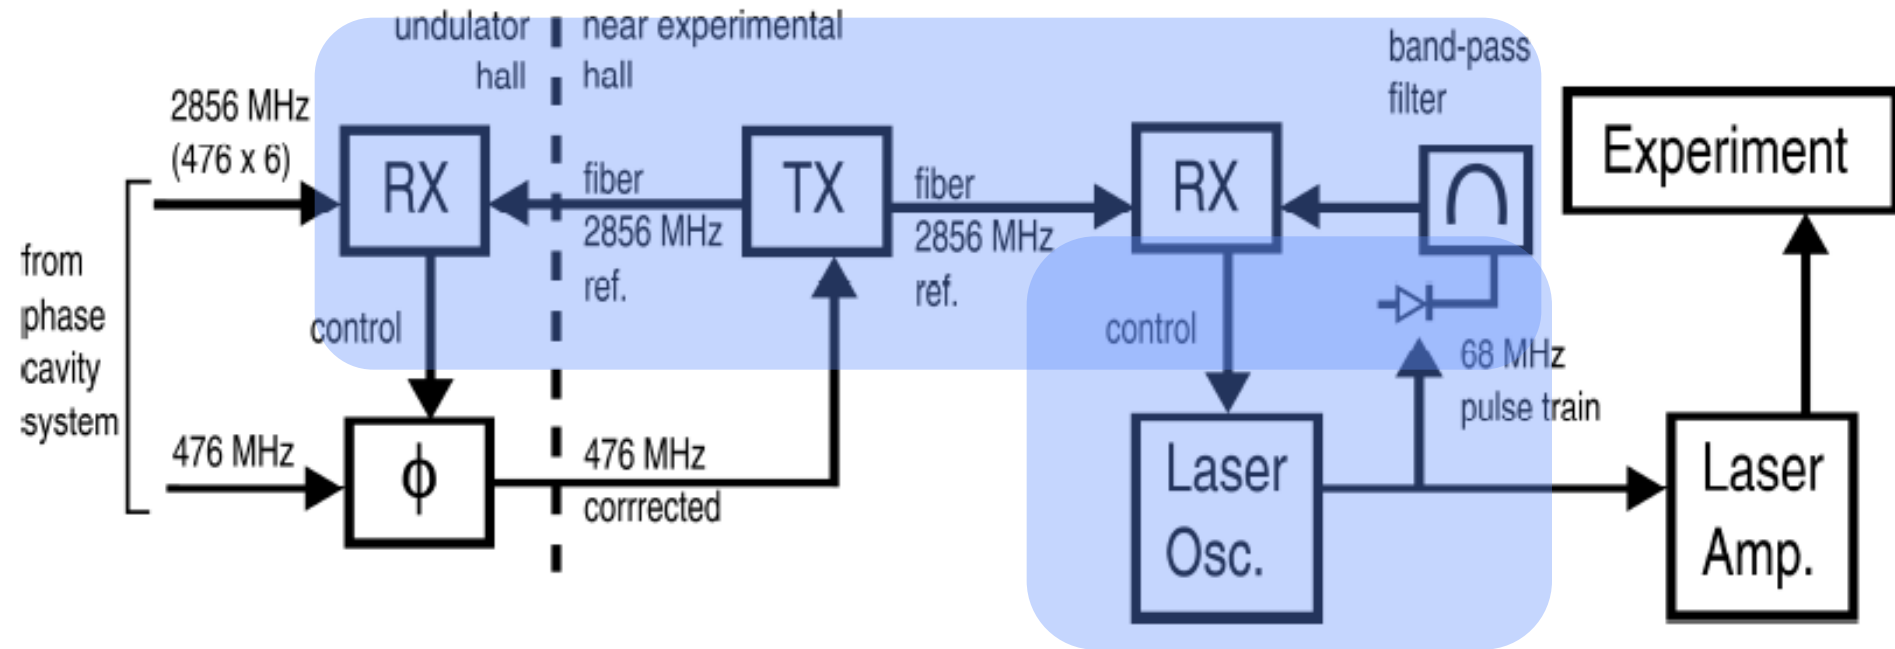 undulator
hall
near experimental
hall
band-pass
filter
2856 MHz
(476 x 6)
RX
fiber
2856 MHz
ref.
TX
fiber
2856 MHz
ref.
RX
Experiment
from
phase
cavity
system
control
control
68 MHz
pulse train
476 MHz
ϕ
476 MHz
corrrected
Laser
Osc.
Laser
Amp.